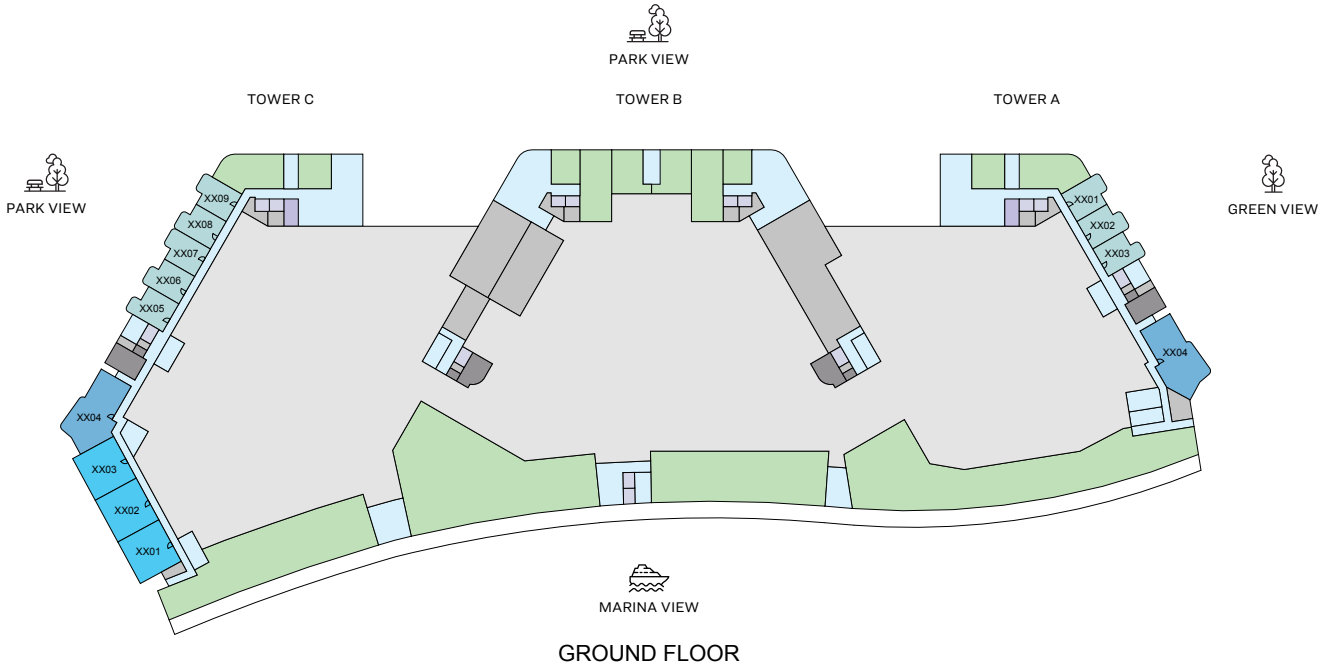 PARK VIEW
TOWER C
TOWER B
TOWER A
PARK VIEW
GREEN VIEW
XX09
XX08
XX07
XX06
XX05
XX04
XX03
XX02
XX01
XX01
XX02
XX03
XX04
MARINA VIEW
GROUND FLOOR